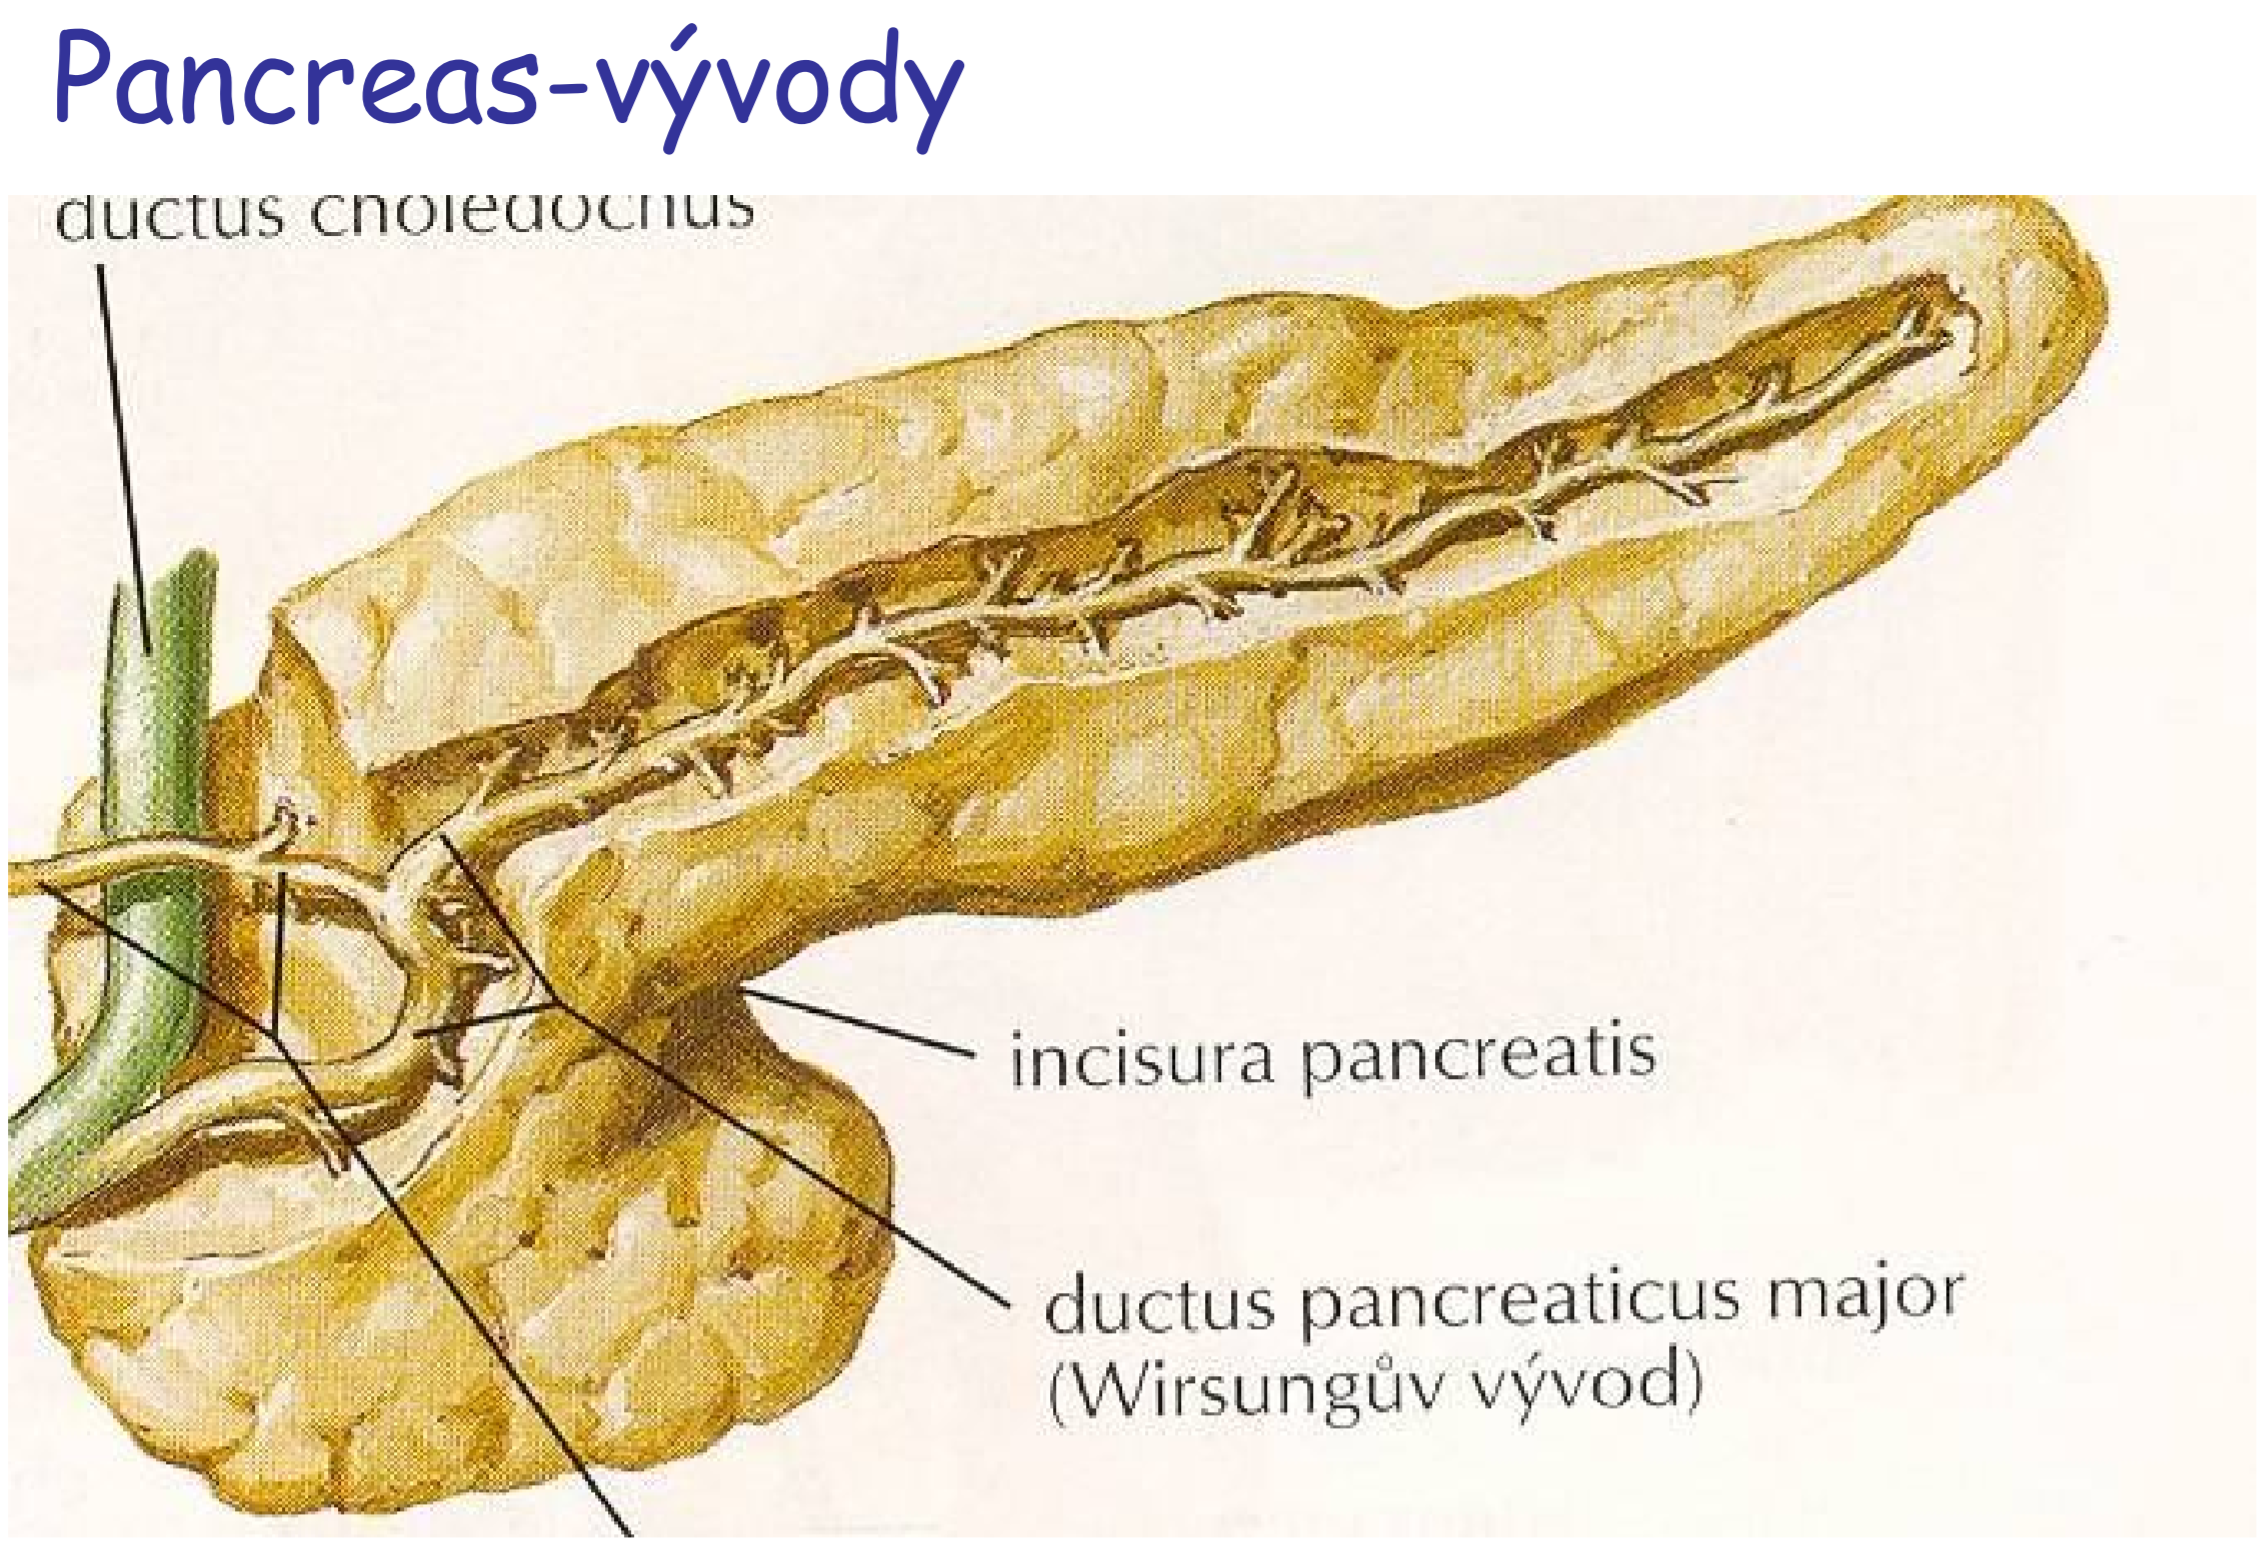 Pancreas-vývody
ductus choledochus
incisura pancreatis
ductus pancreaticus major
(Wirsungův vývod)